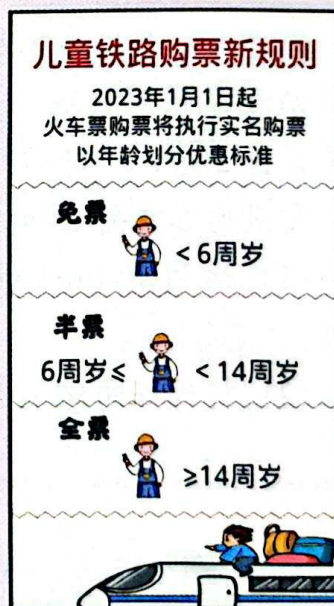 儿童铁路购票新规则
2023年1月1日起
火车票购票将执行实名购票
以年龄划分优惠标准
免票
<6周岁
半票
6周岁≤ <14周岁
全票
≥14周岁